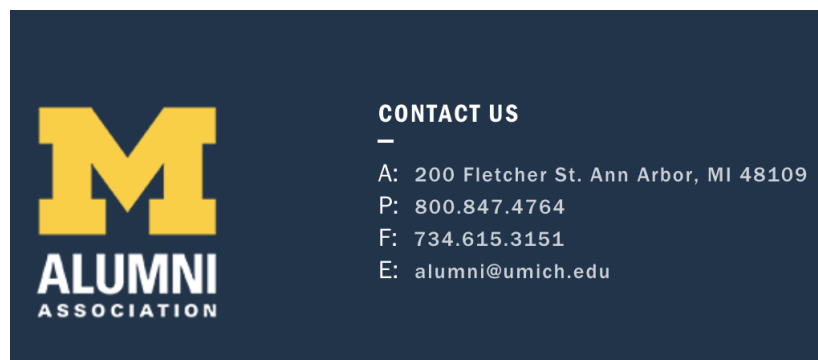 M
ALUMNI
ASSOCIATION
CONTACT US
A: 200 Fletcher St. Ann Arbor, MI 48109
P: 800.847.4764
F: 734.615.3151
E: alumni@umich.edu